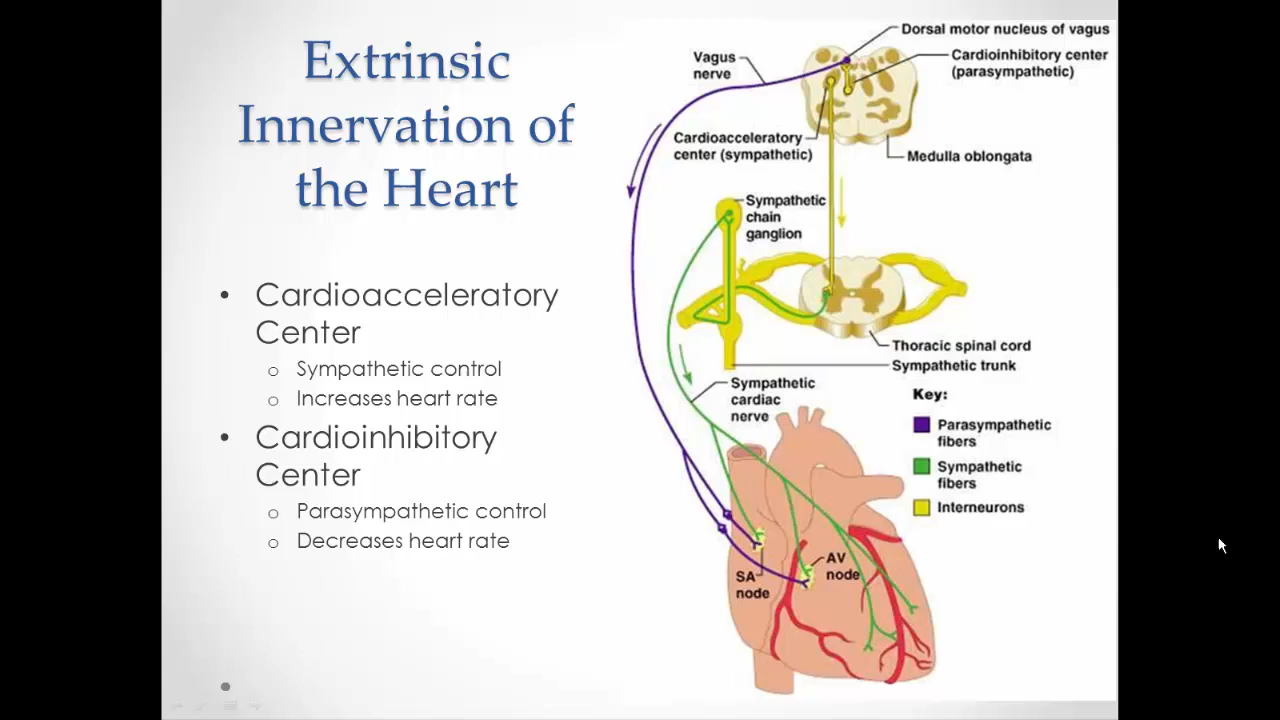 Extrinsic
Innervation of
the Heart
• Cardioacceleratory
Center
o Sympathetic control
o Increases heart rate
• Cardioinhibitory
Center
o Parasympathetic control
o Decreases heart rate
Dorsal motor nucleus of vagus
Vagus
nerve
Cardioinhibitory center
(parasympathetic)
Cardioacceleratory
center (sympathetic)
Medulla oblongata
Sympathetic
chain
ganglion
Thoracic spinal cord
Sympathetic trunk
Sympathetic
cardiac
nerve
Key:
Parasympathetic
fibers
Sympathetic
fibers
Interneurons
AV
node
SA
node